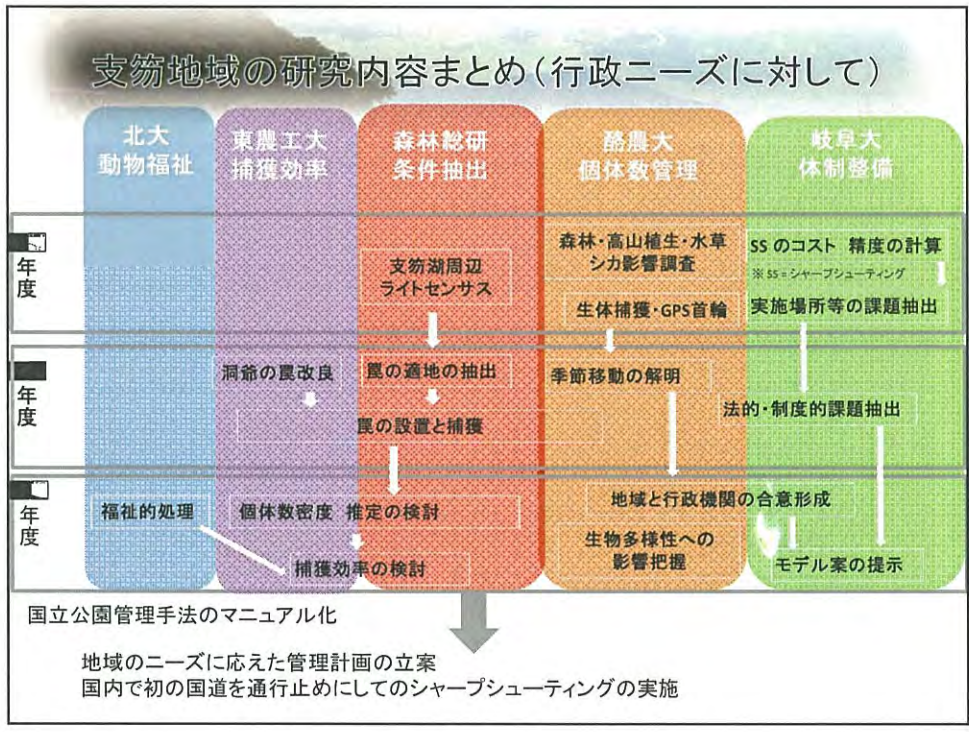 支笏地域の研究内容まとめ（行政ニーズに対して）
北大
動物福祉
東農工大
捕獲効率
森林総研
条件抽出
酪農大
個体数管理
岐阜大
体制整備
年度
支笏湖周辺
ライトセンサス
森林・高山植生・水草
シカ影響調査
生体捕獲・GPS首輪
SSのコスト 精度の計算
※ SS＝シャープシューティング
実施場所等の課題抽出
年度
洞爺の罠改良
罠の適地の抽出
季節移動の解明
罠の設置と捕獲
法的・制度的課題抽出
年度
福祉的処理
個体数密度 推定の検討
地域と行政機関の合意形成
捕獲効率の検討
生物多様性への
影響把握
モデル案の提示
国立公園管理手法のマニュアル化
地域のニーズに応えた管理計画の立案
国内で初の国道を通行止めにしてのシャープシューティングの実施